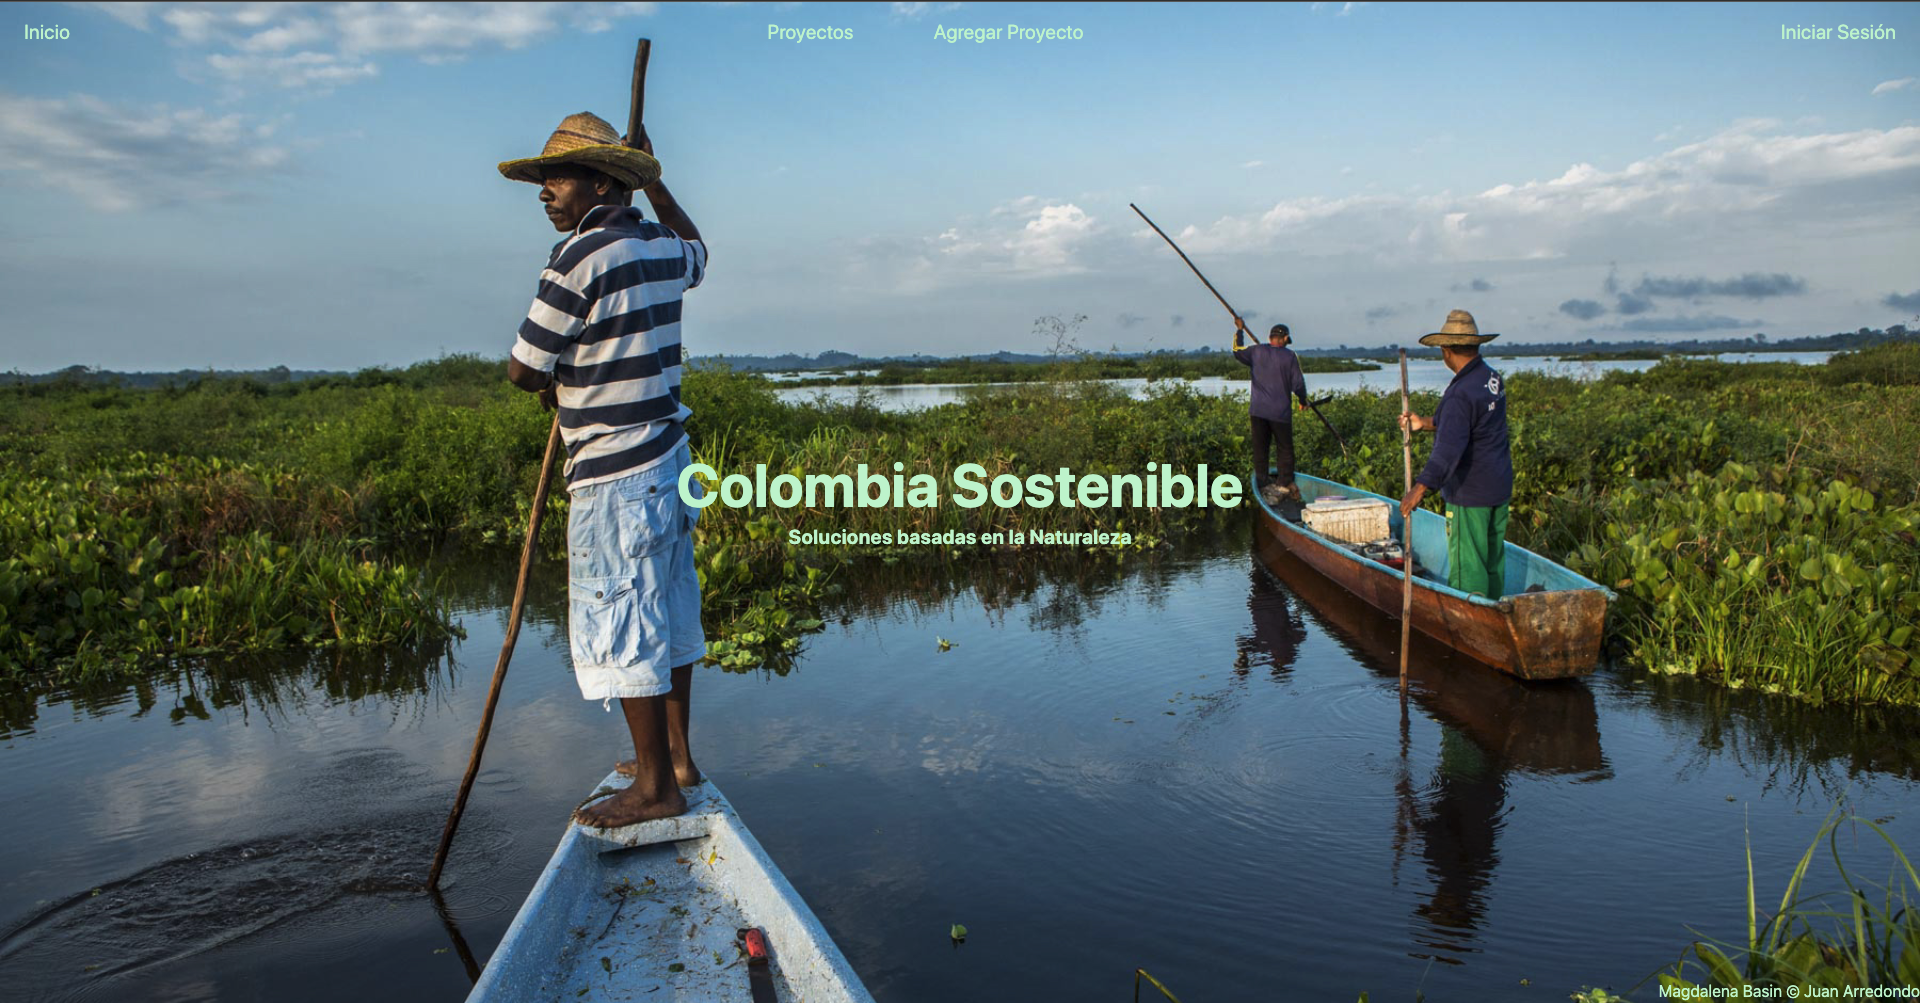 Inicio
Proyectos
Agregar Proyecto
Iniciar Sesión
Colombia Sostenible
Soluciones basadas en la Naturaleza
Magdalena Basin © Juan Arredondo